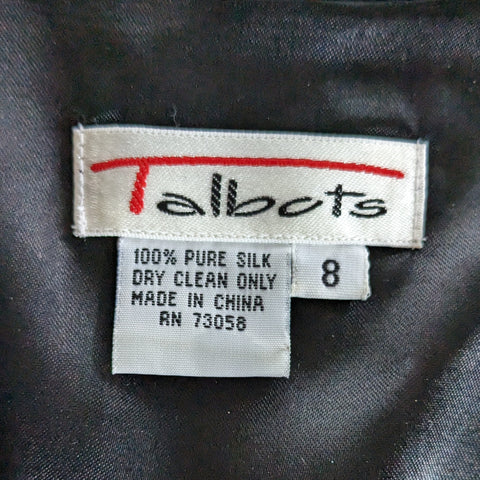 Talbots
100% PURE SILK
DRY CLEAN ONLY
MADE IN CHINA
RN 73058
8